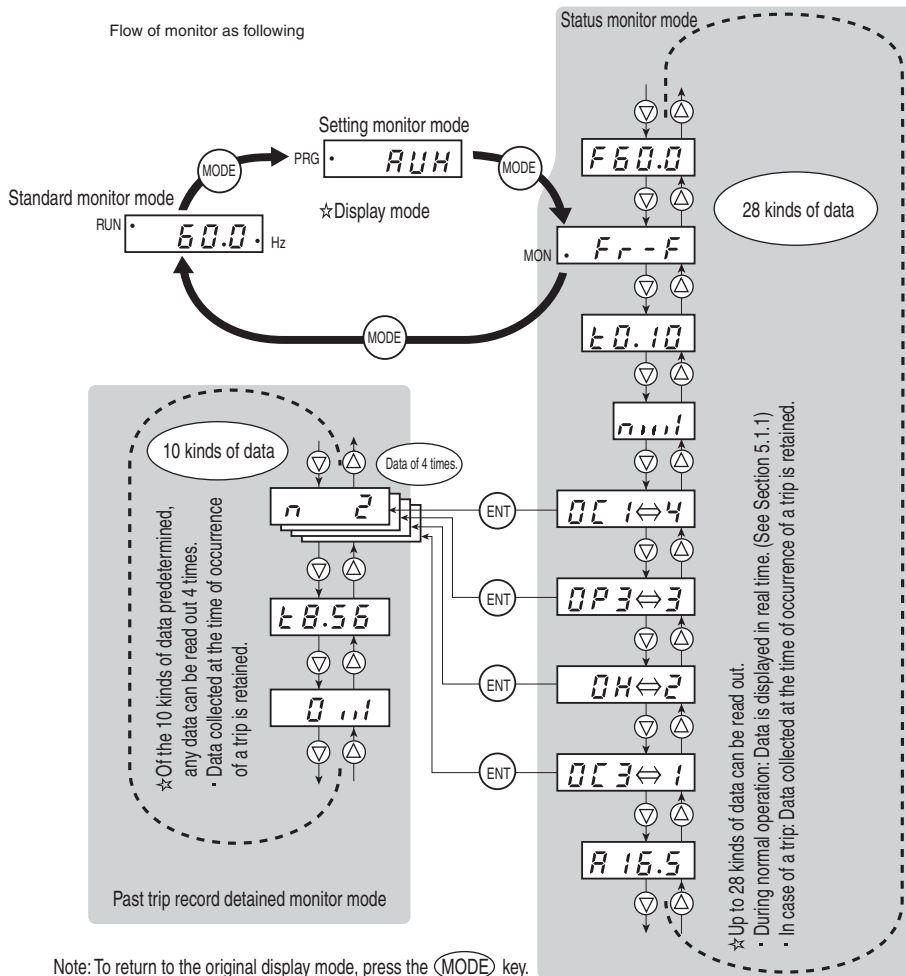 Flow of monitor as following
Status monitor mode
Setting monitor mode
PRG
AUH
MODE
MODE
Standard monitor mode
RUN
60.0
Hz
☆Display mode
MODE
F60.0
28 kinds of data
MON
Fr-F
t0.10
OC1⇔4
OP3⇔3
OH⇔2
OC3⇔1
A16.5
ENT
ENT
ENT
ENT
☆Up to 28 kinds of data can be read out.
- During normal operation: Data is displayed in real time. (See Section 5.1.1)
- In case of a trip: Data collected at the time of occurrence of a trip is retained.
10 kinds of data
Data of 4 times.
n 2
t8.56
☆Of the 10 kinds of data predetermined,
any data can be read out 4 times.
- Data collected at the time of occurrence
of a trip is retained.
Past trip record detained monitor mode
Note: To return to the original display mode, press the MODE key.